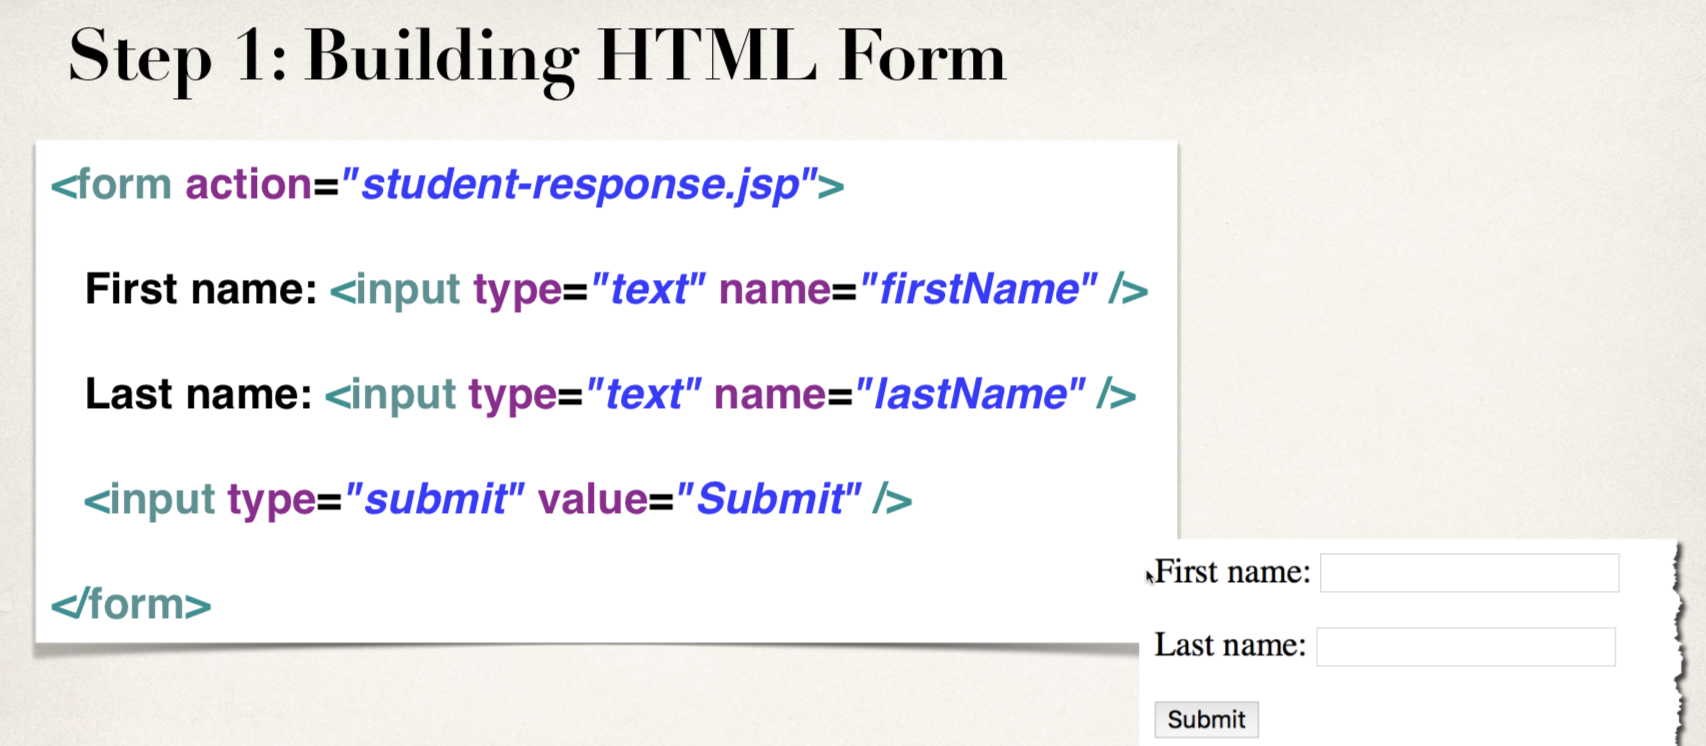 Step 1: Building HTML Form
<form action="student-response.jsp">
First name: <input type="text" name="firstName" />
Last name: <input type="text" name="lastName" />
<input type="submit" value="Submit" />
</form>
First name:
Last name:
Submit